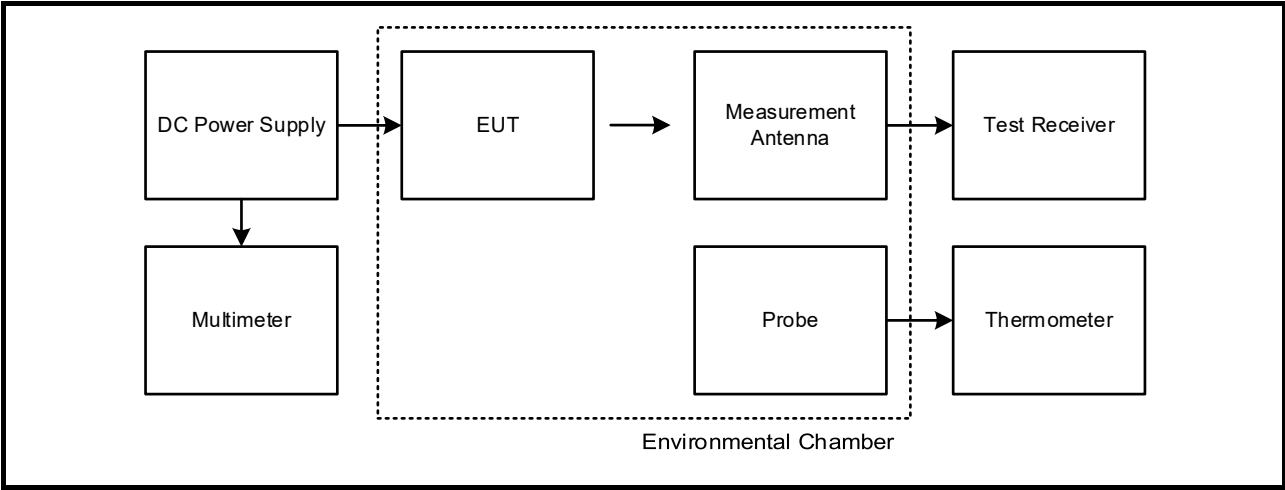 DC Power Supply
EUT
Measurement
Antenna
Test Receiver
Multimeter
Probe
Thermometer
Environmental Chamber